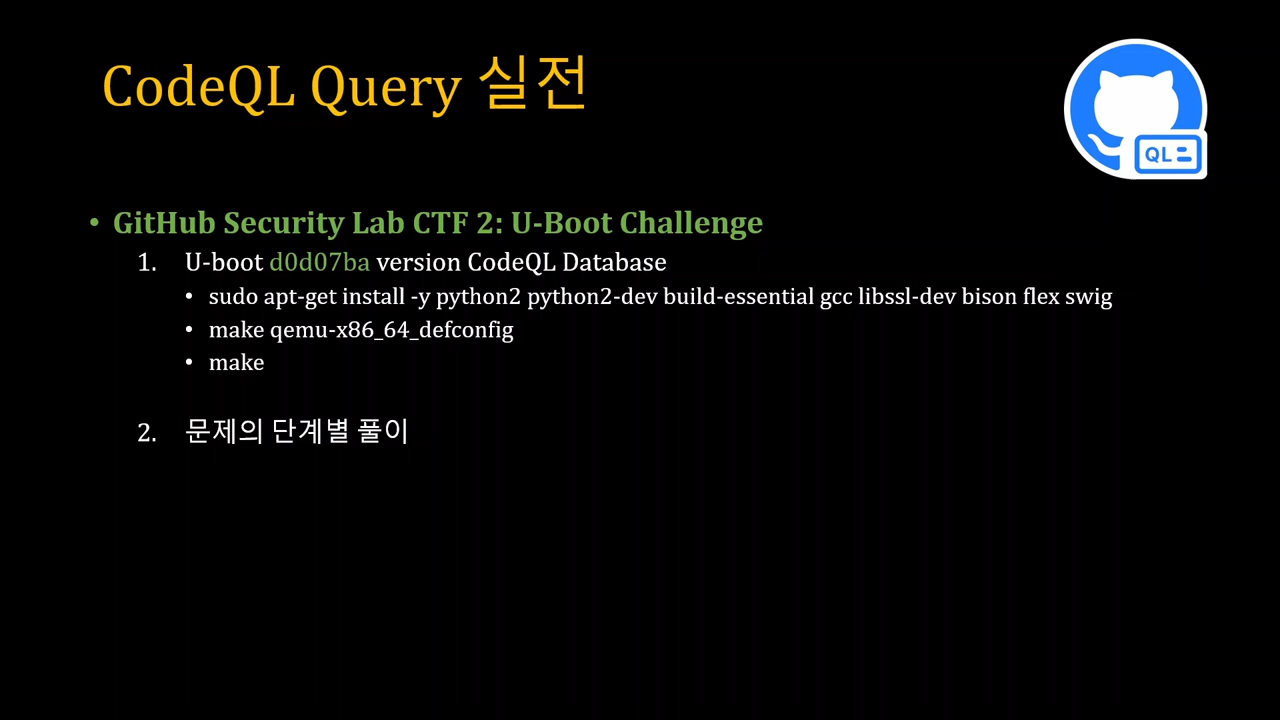 CodeQL Query 실전
QL
• GitHub Security Lab CTF 2: U-Boot Challenge
1. U-boot d0d07ba version CodeQL Database
• sudo apt-get install -y python2 python2-dev build-essential gcc libssl-dev bison flex swig
• make qemu-x86_64_defconfig
• make
2. 문제의 단계별 풀이